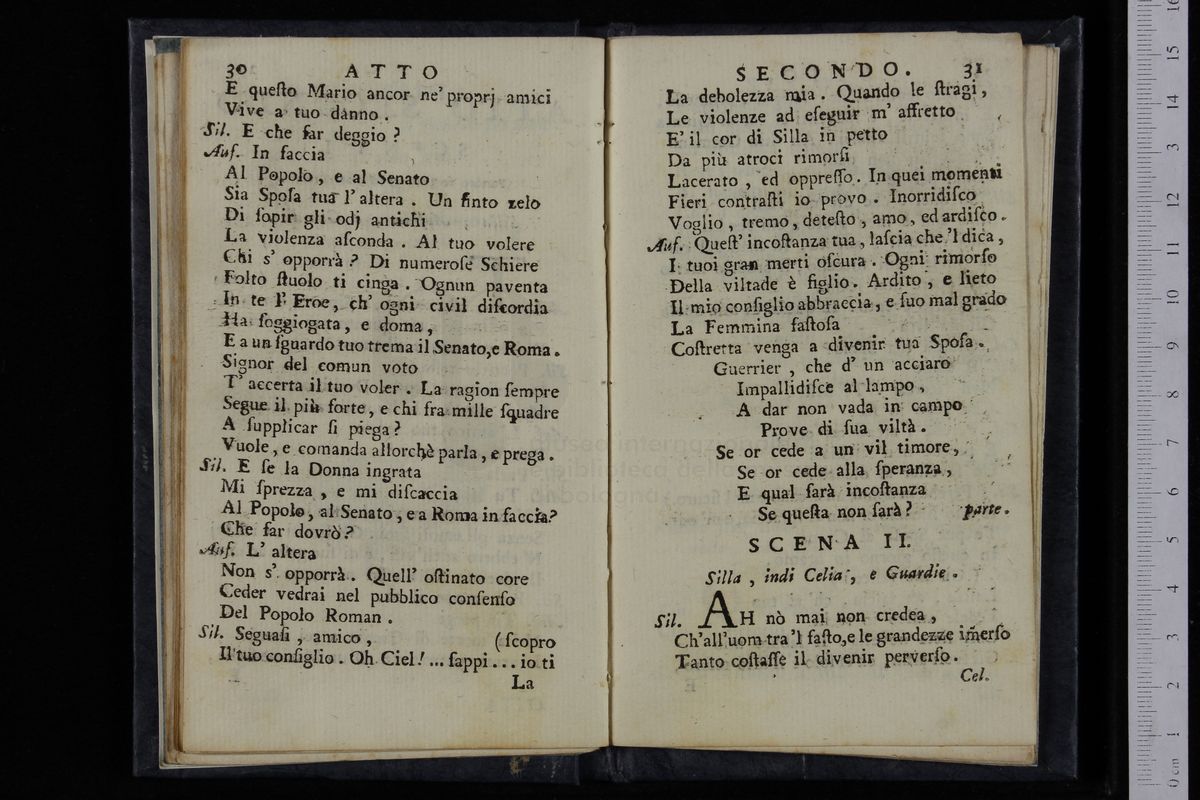 30 ATTO
E queſto Mario ancor ne' proprj amici
Vive a tuo danno.
Sil. E che far deggio?
Auf. In faccia
Al Popolo, e al Senato
Sia Spoſa tua l'altera. Un finto zelo
Di ſopir gli odj antichi
La violenza aſconda. Al tuo volere
Chi s' opporrà? Di numeroſe Schiere
Folto ſtuolo ti cinga. Ognun paventa
In te l' Eroe, ch' ogni civil diſcordia
Ha ſoggiogata, e doma,
E a un ſguardo tuo trema il Senato, e Roma.
Signor del comun voto
T' accerta il tuo voler. La ragion ſempre
Segue il più forte, e chi fra mille ſquadre
A ſupplicar ſi piega?
Vuole, e comanda allorchè parla, e prega.
Sil. E ſe la Donna ingrata
Mi ſprezza, e mi diſcaccia
Al Popolo, al Senato, e a Roma in faccia?
Che far dovrò?
Auf. L' altera
Non s' opporrà. Quell' oſtinato core
Ceder vedrai nel pubblico conſenſo
Del Popolo Roman.
Sil. Seguaſi, amico, (ſcopro
Il tuo conſiglio. Oh Ciel!... ſappi... io ti
La
SECONDO. 31
La debolezza mia. Quando le ſtragi,
Le violenze ad eſeguir m' affretto
E' il cor di Silla in petto
Da più atroci rimorſi
Lacerato, ed oppreſſo. In quei momenti
Fieri contraſti io provo. Inorridiſco
Voglio, tremo, deteſto, amo, ed ardiſco.
Auf. Queſt' incoſtanza tua, laſcia che 'l dica,
I tuoi gran merti oſcura. Ogni rimorſo
Della viltade è figlio. Ardito, e lieto
Il mio conſiglio abbraccia, e ſuo mal grado
La Femmina faſtoſa
Coſtretta venga a divenir tua Spoſa.
Guerrier, che d' un acciaro
Impallidiſce al lampo,
A dar non vada in campo
Prove di ſua viltà.
Se or cede a un vil timore,
Se or cede alla ſperanza,
E qual ſarà incoſtanza
Se queſta non ſarà? parte.
SCENA II.
Silla, indi Celia, e Guardie.
Sil. AH nò mai non credea,
Ch'all'uom tra 'l faſto, e le grandezze im̃erſo
Tanto coſtaſſe il divenir perverſo.
Cel.